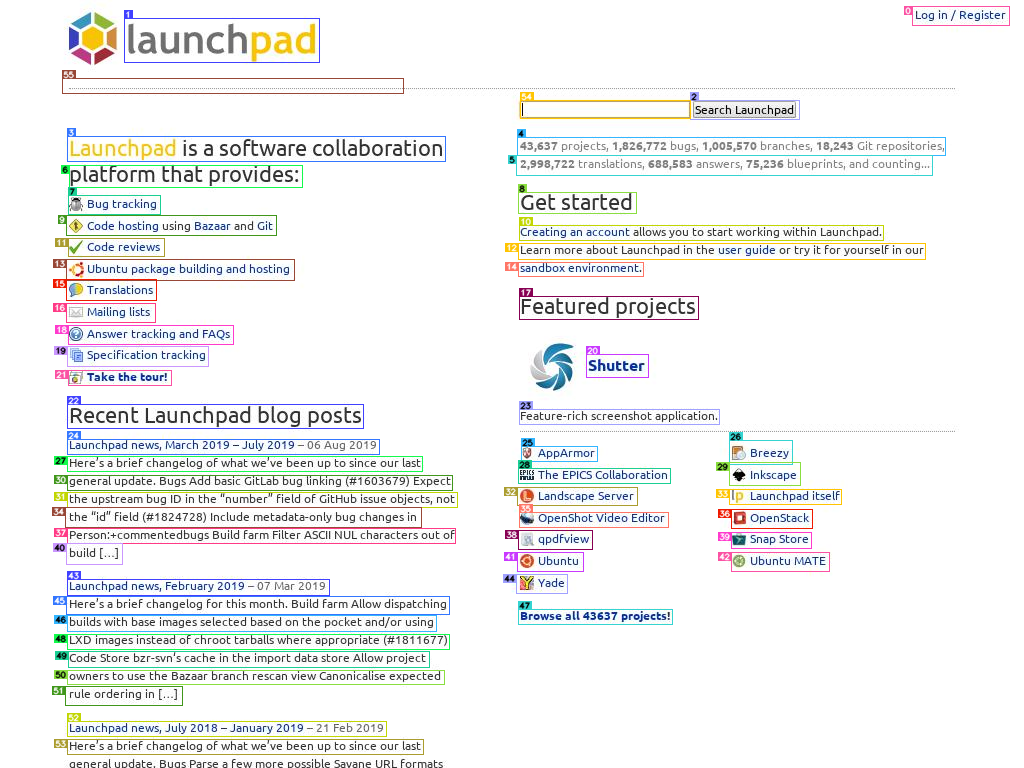 Log in / Register
launchpad
Search Launchpad
Launchpad is a software collaboration
platform that provides:
Bug tracking
Code hosting using Bazaar and Git
Code reviews
Ubuntu package building and hosting
Translations
Mailing lists
Answer tracking and FAQs
Specification tracking
Take the tour!
Recent Launchpad blog posts
Launchpad news, March 2019 – July 2019 – 06 Aug 2019
Here's a brief changelog of what we've been up to since our last
general update. Bugs Add basic GitLab bug linking (#1603679) Expect
the upstream bug ID in the “number” field of GitHub issue objects, not
the “id” field (#1824728) Include metadata-only bug changes in
Person:+commentedbugs Build farm Filter ASCII NUL characters out of
build […]
Launchpad news, February 2019 – 07 Mar 2019
Here's a brief changelog for this month. Build farm Allow dispatching
builds with base images selected based on the pocket and/or using
LXD images instead of chroot tarballs where appropriate (#1811677)
Code Store bzr-svn's cache in the import data store Allow project
owners to use the Bazaar branch rescan view Canonicalise expected
rule ordering in […]
Launchpad news, July 2018 – January 2019 – 21 Feb 2019
Here's a brief changelog of what we've been up to since our last
general update. Bugs Parse a few more possible Savane URL formats
43,637 projects, 1,826,772 bugs, 1,005,570 branches, 18,243 Git repositories,
2,998,722 translations, 688,583 answers, 75,236 blueprints, and counting...
Get started
Creating an account allows you to start working within Launchpad.
Learn more about Launchpad in the user guide or try it for yourself in our
sandbox environment.
Featured projects
Shutter
Feature-rich screenshot application.
AppArmor
The EPICS Collaboration
Landscape Server
OpenShot Video Editor
qpdfview
Ubuntu
Yade
Breezy
Inkscape
Launchpad itself
OpenStack
Snap Store
Ubuntu MATE
Browse all 43637 projects!